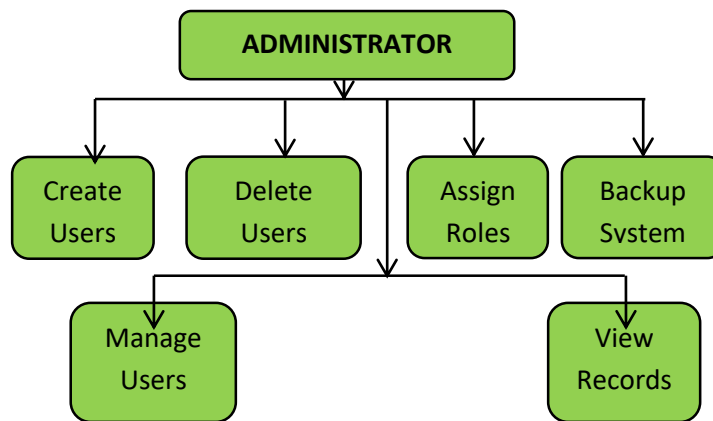 ADMINISTRATOR
Create
Users
Delete
Users
Assign
Roles
Backup
System
Manage
Users
View
Records